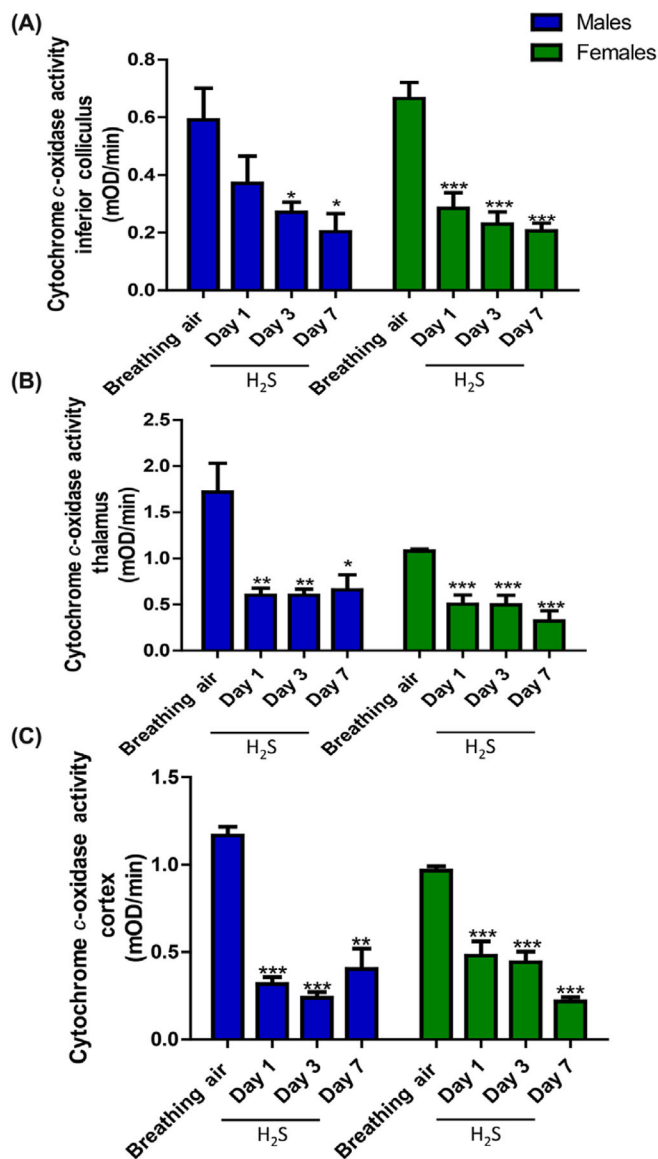 (A)
Males
Females
Cytochrome c-oxidase activity
inferior colliculus
(mOD/min)
0.8
0.6
0.4
0.2
0.0
*
*
***
***
***
Breathing air
Day 1
Day 3
Day 7
Breathing air
Day 1
Day 3
Day 7
H₂S
H₂S
(B)
Cytochrome c-oxidase activity
thalamus
(mOD/min)
2.5
2.0
1.5
1.0
0.5
0.0
**
**
*
***
***
***
Breathing air
Day 1
Day 3
Day 7
Breathing air
Day 1
Day 3
Day 7
H₂S
H₂S
(C)
Cytochrome c-oxidase activity
cortex
(mOD/min)
1.5
1.0
0.5
0.0
***
***
**
***
***
***
Breathing air
Day 1
Day 3
Day 7
Breathing air
Day 1
Day 3
Day 7
H₂S
H₂S